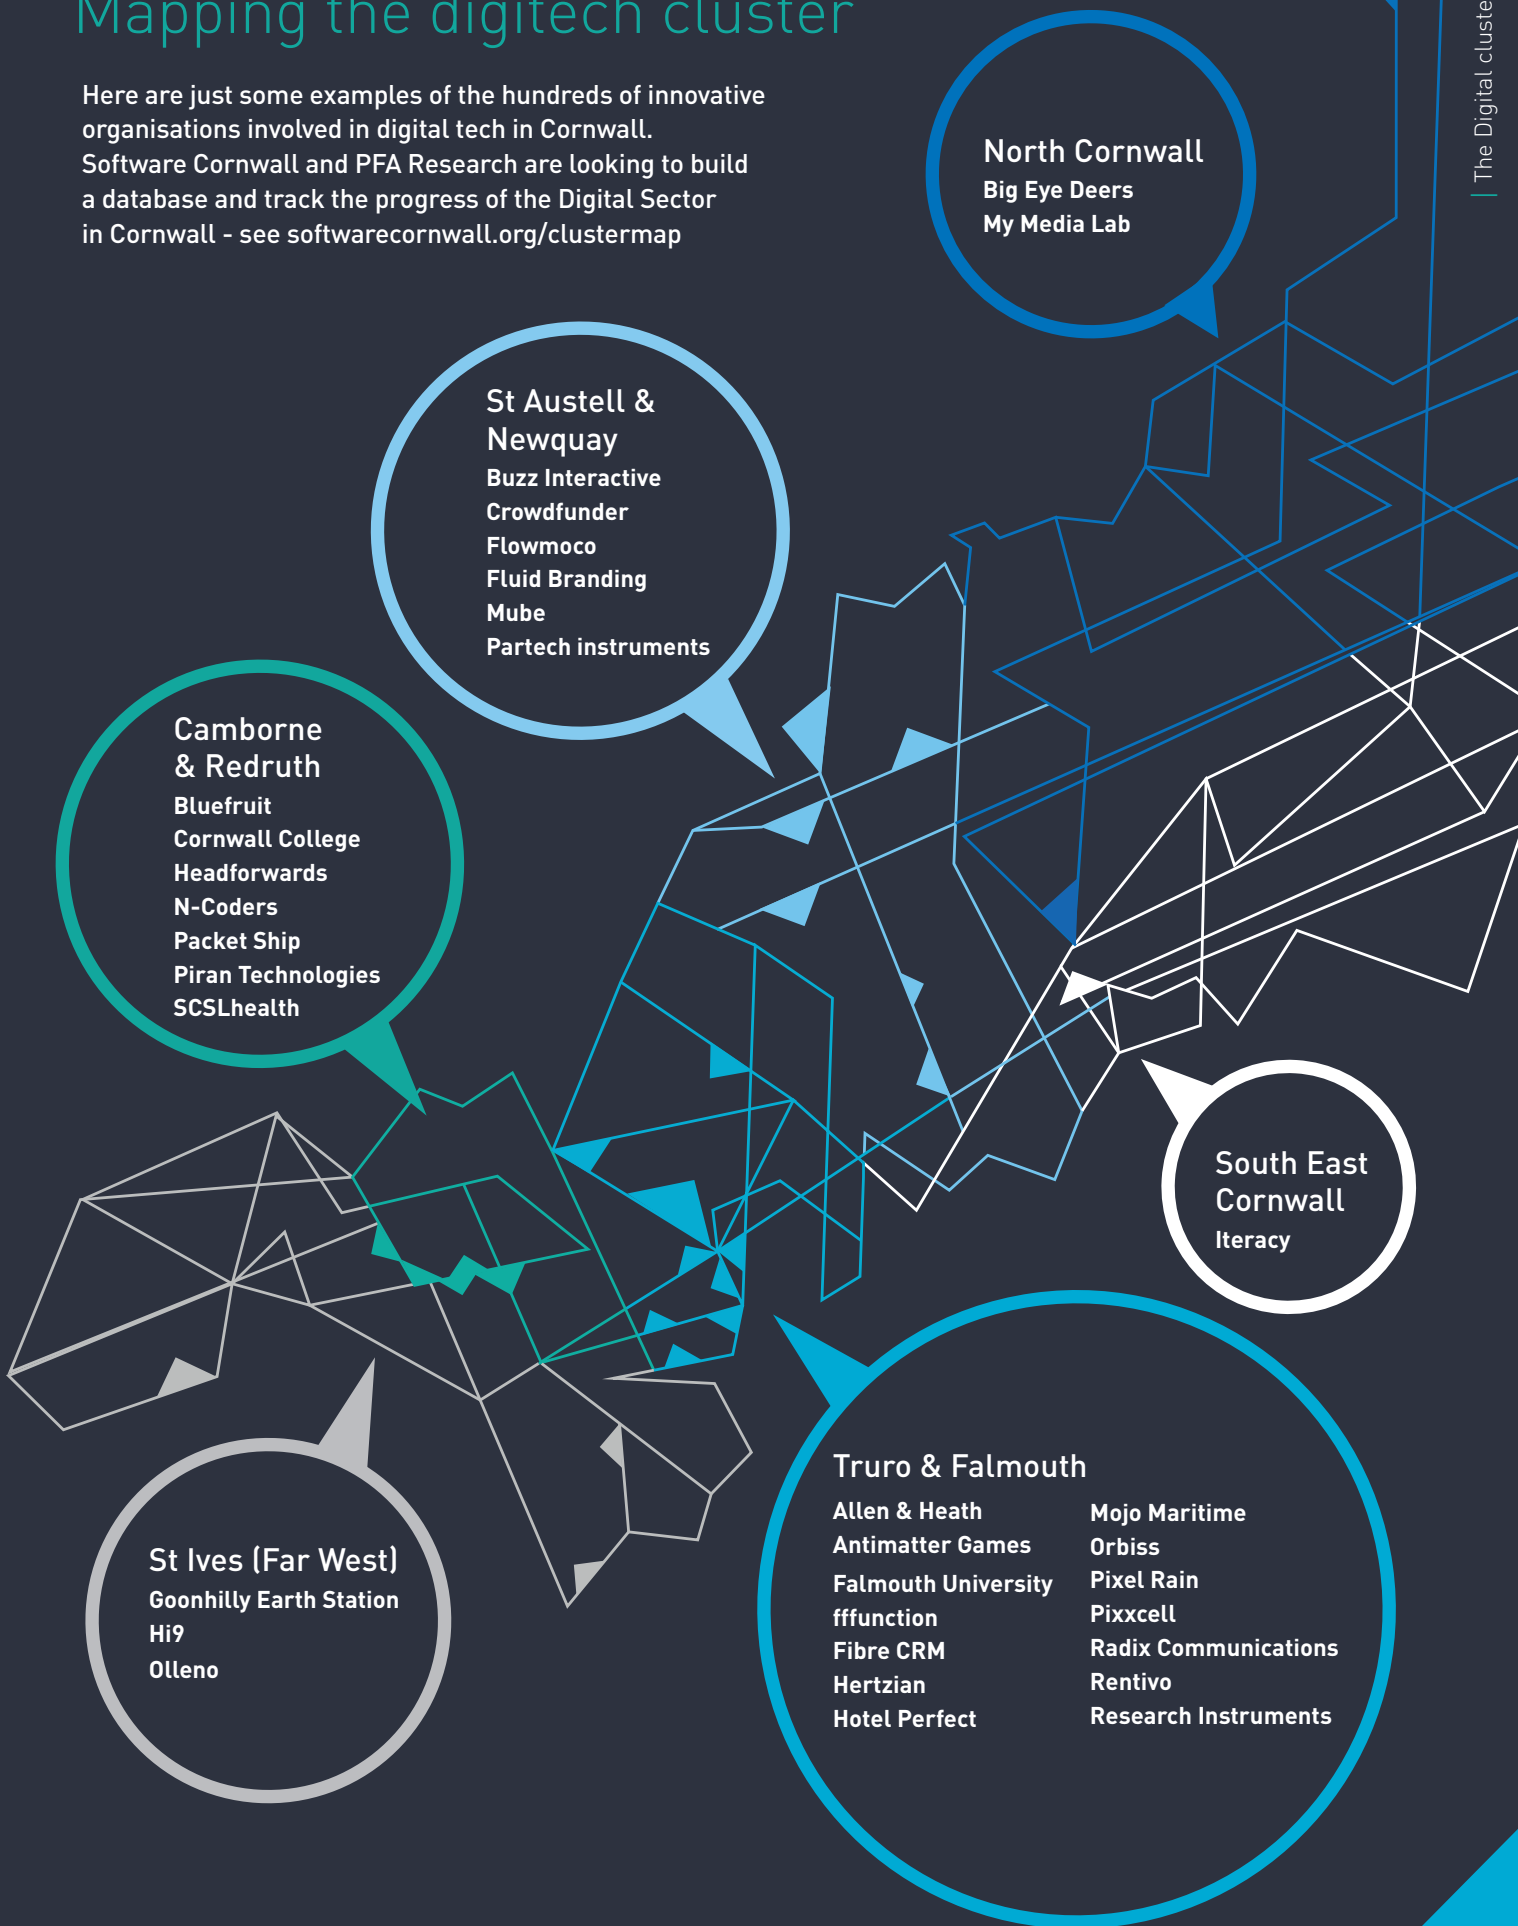 Mapping the digitech cluster
Here are just some examples of the hundreds of innovative
organisations involved in digital tech in Cornwall.
Software Cornwall and PFA Research are looking to build
a database and track the progress of the Digital Sector
in Cornwall - see softwarecornwall.org/clustermap
| The Digital cluste
North Cornwall
Big Eye Deers
My Media Lab
St Austell &
Newquay
Buzz Interactive
Crowdfunder
Flowmoco
Fluid Branding
Mube
Partech instruments
Camborne
& Redruth
Bluefruit
Cornwall College
Headforwards
N-Coders
Packet Ship
Piran Technologies
SCSLhealth
South East
Cornwall
Iteracy
Truro & Falmouth
Allen & Heath
Antimatter Games
Falmouth University
fffunction
Fibre CRM
Hertzian
Hotel Perfect
Mojo Maritime
Orbiss
Pixel Rain
Pixxcell
Radix Communications
Rentivo
Research Instruments
St Ives (Far West)
Goonhilly Earth Station
Hi9
Olleno